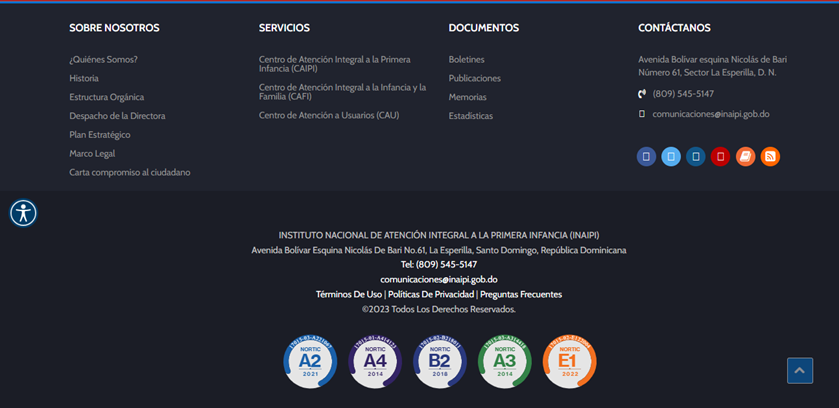 SOBRE NOSOTROS
¿Quiénes Somos?
Historia
Estructura Orgánica
Despacho de la Directora
Plan Estratégico
Marco Legal
Carta compromiso al ciudadano
SERVICIOS
Centro de Atención Integral a la Primera
Infancia (CAIPI)
Centro de Atención Integral a la Infancia y la
Familia (CAFI)
Centro de Atención a Usuarios (CAU)
DOCUMENTOS
Boletines
Publicaciones
Memorias
Estadísticas
CONTÁCTANOS
Avenida Bolívar esquina Nicolás de Bari
Número 61, Sector La Esperilla, D. N.
(809) 545-5147
comunicaciones@inaipi.gob.do
INSTITUTO NACIONAL DE ATENCIÓN INTEGRAL A LA PRIMERA INFANCIA (INAIPI)
Avenida Bolívar Esquina Nicolás De Bari No.61, La Esperilla, Santo Domingo, República Dominicana
Tel: (809) 545-5147
comunicaciones@inaipi.gob.do
Términos De Uso | Políticas De Privacidad | Preguntas Frecuentes
©2023 Todos Los Derechos Reservados.
NORTIC
A2
2021
NORTIC
A4
2014
NORTIC
B2
2018
NORTIC
A3
2014
NORTIC
E1
2022